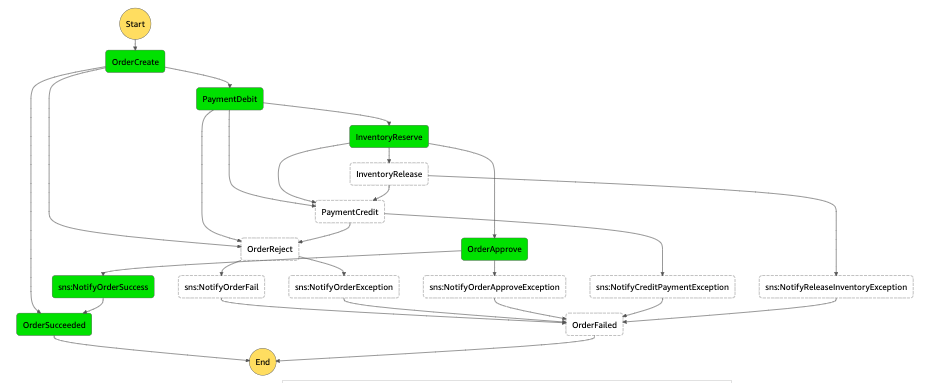 Start
OrderCreate
PaymentDebit
InventoryReserve
InventoryRelease
PaymentCredit
OrderReject
OrderApprove
sns:NotifyOrderSuccess
sns:NotifyOrderFail
sns:NotifyOrderException
sns:NotifyOrderApproveException
sns:NotifyCreditPaymentException
sns:NotifyReleaseInventoryException
OrderSucceeded
OrderFailed
End